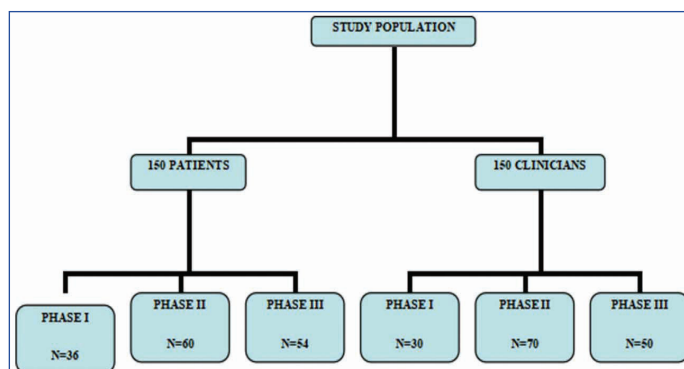 STUDY POPULATION
150 PATIENTS
150 CLINICIANS
PHASE I
N=36
PHASE II
N=60
PHASE III
N=54
PHASE I
N=30
PHASE II
N=70
PHASE III
N=50